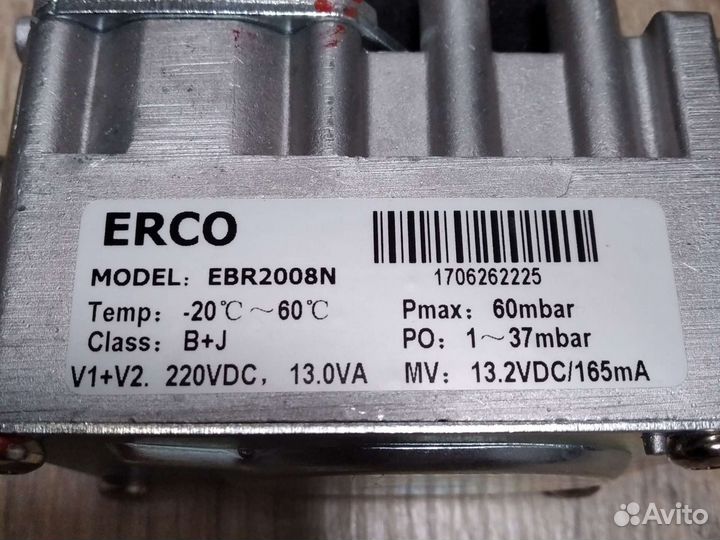 ERCO
MODEL: EBR2008N
1706262225
Temp: -20℃～60℃
Pmax: 60mbar
Class: B+J
PO: 1～37mbar
V1+V2. 220VDC, 13.0VA
MV: 13.2VDC/165mA
Avito